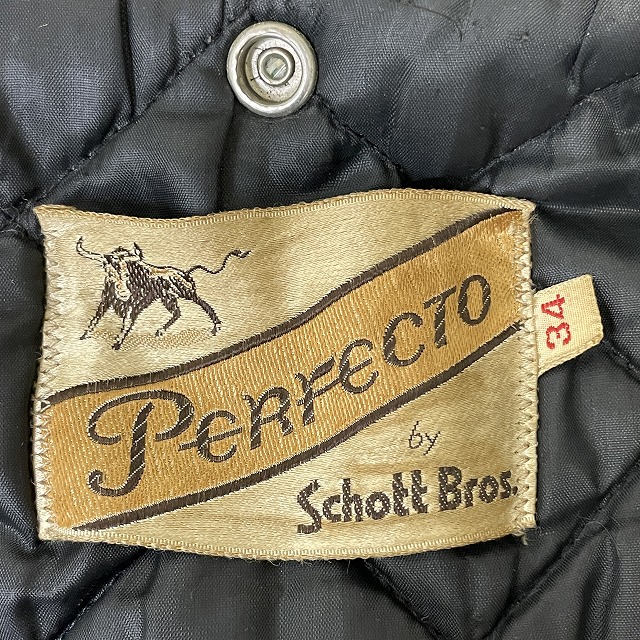 PERFECTO
by
Schott Bros.
34